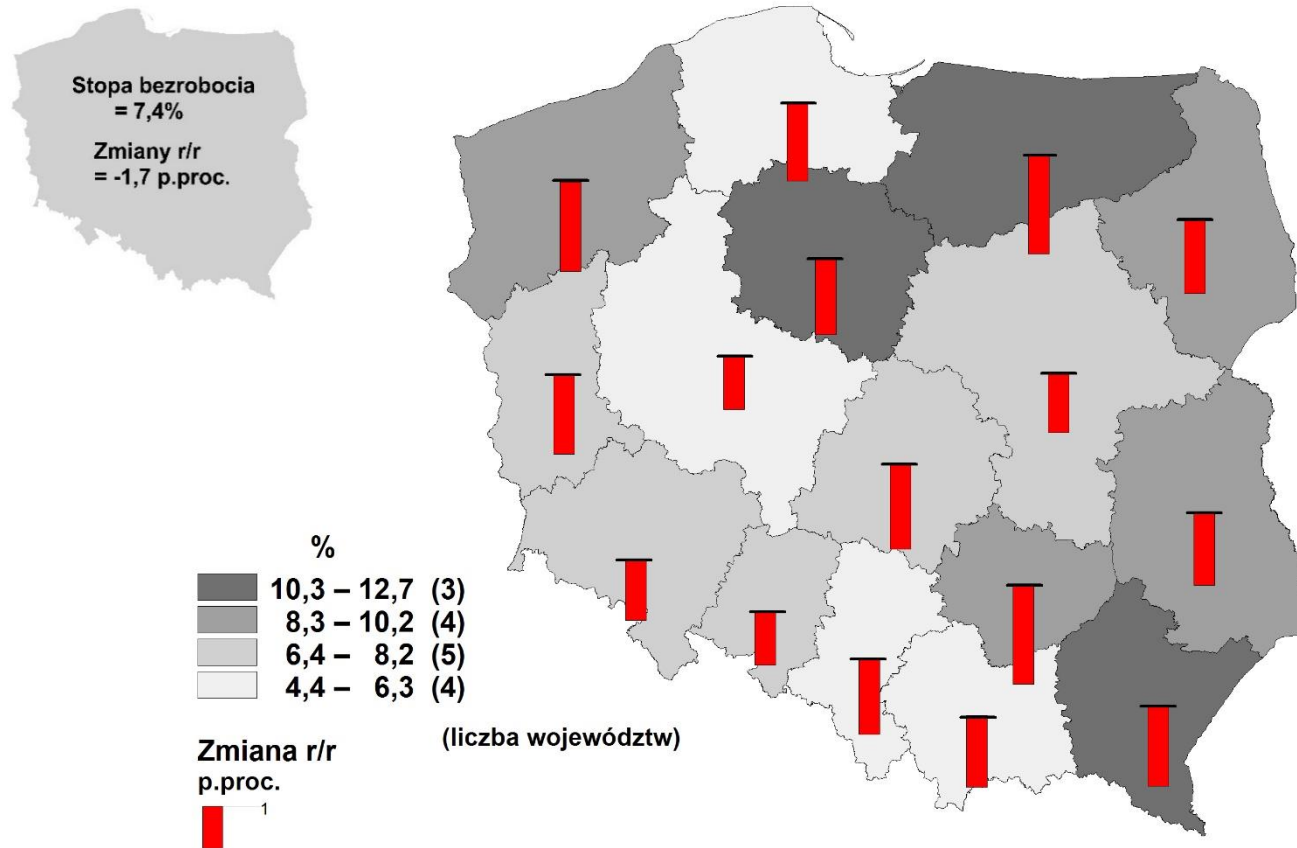 Stopa bezrobocia
= 7,4%
Zmiany r/r
= -1,7 p.proc.
%
10,3 – 12,7 (3)
8,3 – 10,2 (4)
6,4 – 8,2 (5)
4,4 – 6,3 (4)
(liczba województw)
Zmiana r/r
p.proc.
1